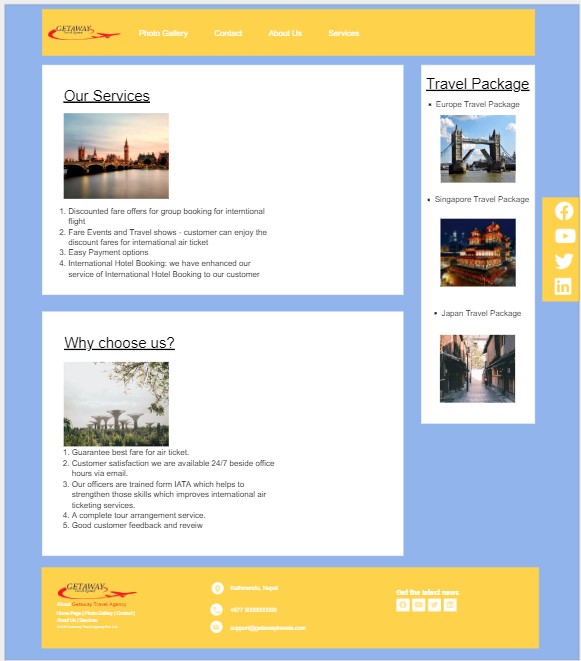 GETAWAY
Photo Gallery Contact About Us Services
Our Services
1. Discounted fare offers for group booking for interntional
flight
2. Fare Events and Travel shows - customer can enjoy the
discount fares for international air ticket
3. Easy Payment options
4. International Hotel Booking: we have enhanced our
service of International Hotel Booking to our customer
Why choose us?
1. Guarantee best fare for air ticket.
2. Customer satisfaction we are available 24/7 beside office
hours via email.
3. Our officers are trained form IATA which helps to
strengthen those skills which improves international air
ticketing services.
4. A complete tour arrangement service.
5. Good customer feedback and reveiw
Travel Package
• Europe Travel Package
• Singapore Travel Package
• Japan Travel Package
GETAWAY
About Getaway Travel Agency
Home Page | Photo Gallery | Contact |
About Us | Services
Kathmandu, Nepal
+977
Get the latest news